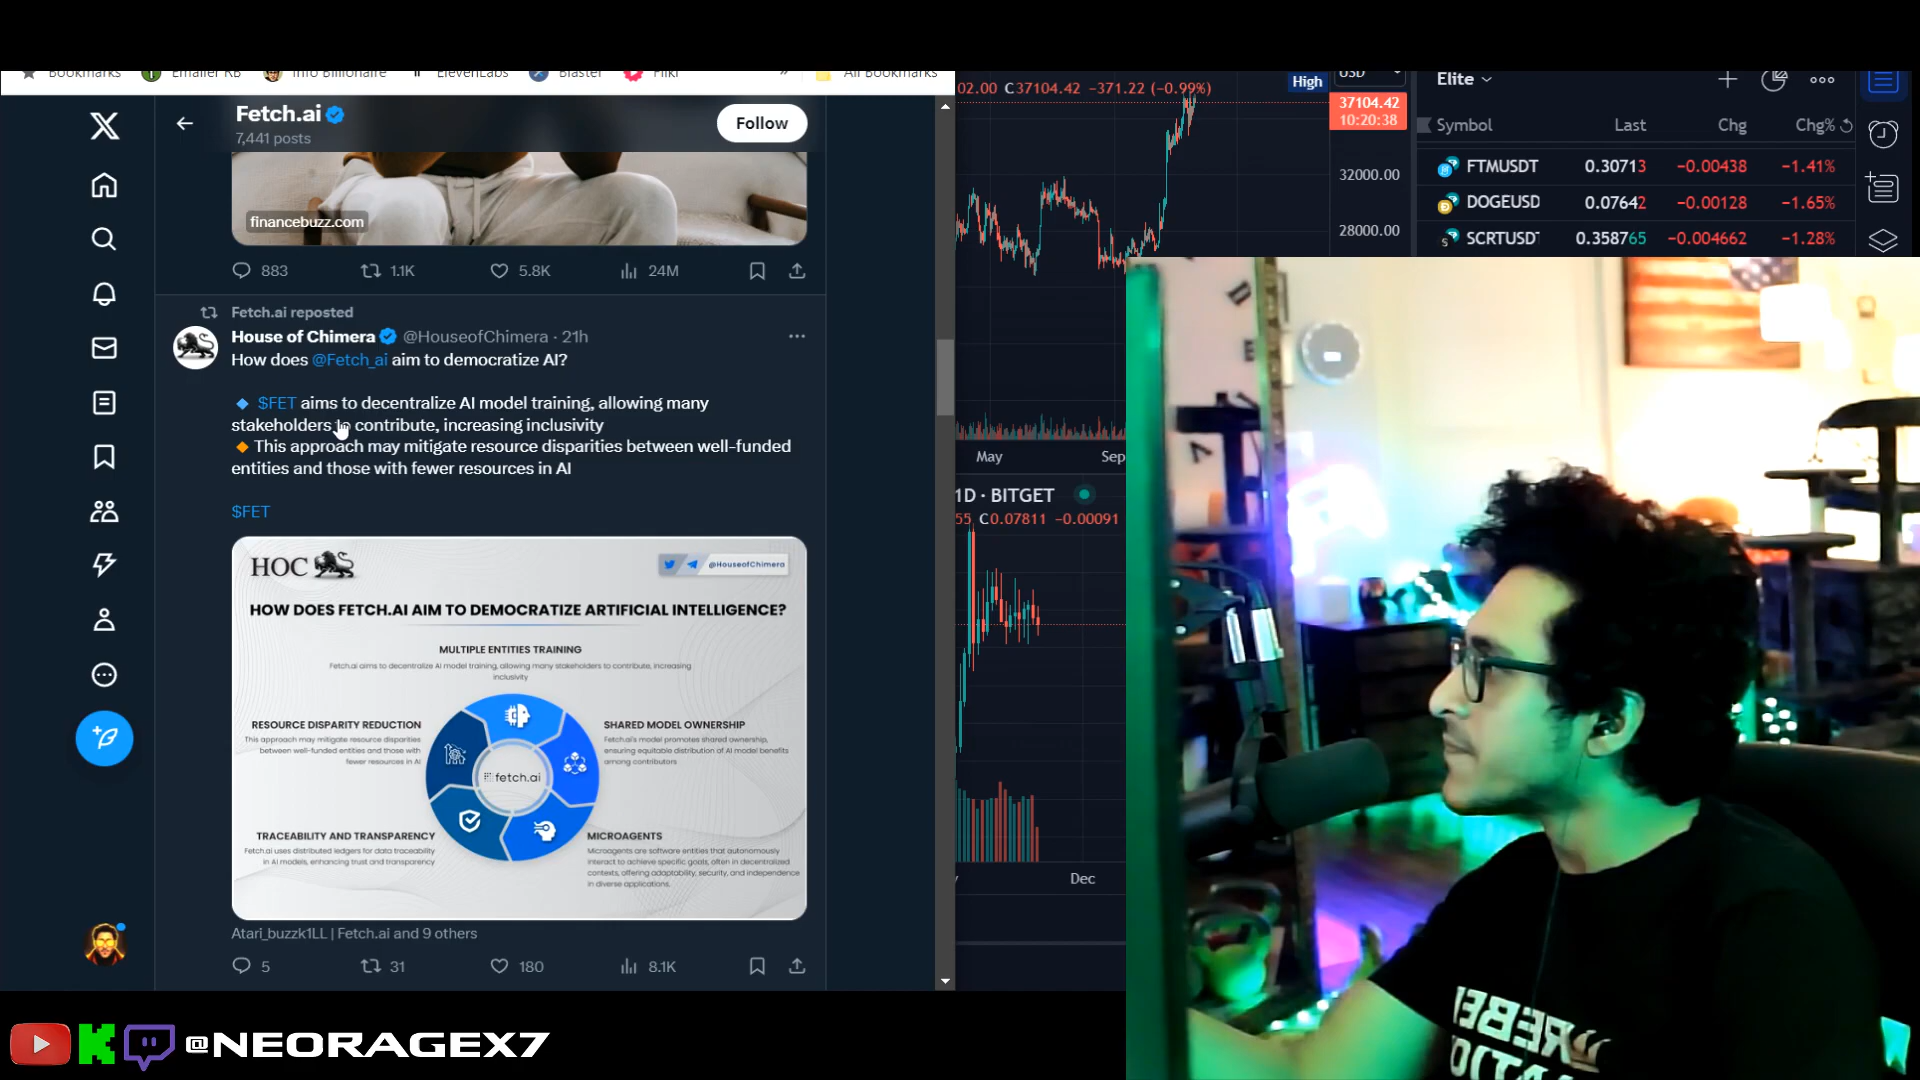 Bookmarks
Emailer RB
Info Billionaire
ElevenLabs
Blaster
Fliki
»
All Bookmarks
Fetch.ai
7,441 posts
Follow
financebuzz.com
883 1.1K 5.8K 24M
Fetch.ai reposted
House of Chimera @HouseofChimera · 21h
How does @Fetch_ai aim to democratize AI?
$FET aims to decentralize AI model training, allowing many
stakeholders to contribute, increasing inclusivity
This approach may mitigate resource disparities between well-funded
entities and those with fewer resources in AI
$FET
HOC
@HouseofChimera
HOW DOES FETCH.AI AIM TO DEMOCRATIZE ARTIFICIAL INTELLIGENCE?
MULTIPLE ENTITIES TRAINING
Fetch.ai aims to decentralize AI model training, allowing many stakeholders to contribute, increasing
inclusivity
RESOURCE DISPARITY REDUCTION
This approach may mitigate resource disparities
between well-funded entities and those with
fewer resources in AI
SHARED MODEL OWNERSHIP
Fetch.ai's model promotes shared ownership,
ensuring equitable distribution of AI model benefits
among contributors
fetch.ai
TRACEABILITY AND TRANSPARENCY
Fetch.ai uses distributed ledgers for data traceability
in AI models, enhancing trust and transparency
MICROAGENTS
Microagents are software entities that autonomously
interact to achieve specific goals, often in decentralized
contexts, offering adaptability, security, and independence
in diverse applications.
Atari_buzzk1LL | Fetch.ai and 9 others
5 31 180 8.1K
02.00 C37104.42 -371.22 (-0.99%)
High
USD
37104.42
10:20:38
32000.00
28000.00
May Sep
1D · BITGET
55 C0.07811 -0.00091
Dec
Elite
Symbol Last Chg Chg%
FTMUSDT 0.30713 -0.00438 -1.41%
DOGEUSD 0.07642 -0.00128 -1.65%
SCRTUSDT 0.358765 -0.004662 -1.28%
@NEORAGEX7